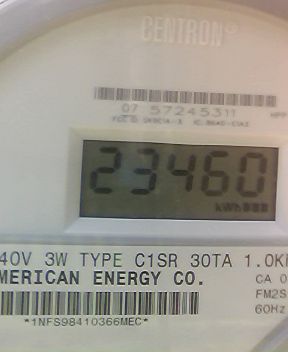 CENTRON®
07 57245311
23460
kWh
40V 3W TYPE C1SR 30TA 1.0K
MERICAN ENERGY CO.
CA 0
FM2S
60Hz
*1NFS98410366MEC*